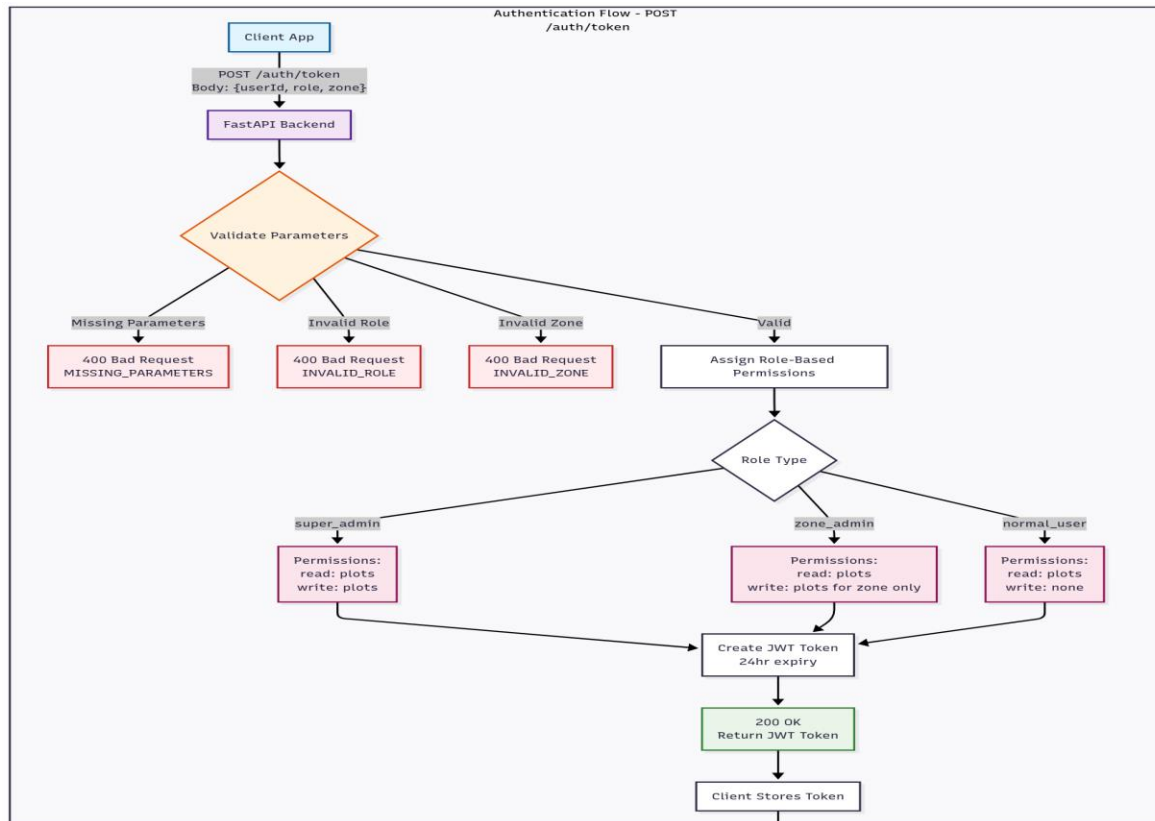 Authentication Flow - POST
/auth/token
Client App
POST /auth/token
Body: {userId, role, zone}
FastAPI Backend
Validate Parameters
Missing Parameters
Invalid Role
Invalid Zone
Valid
400 Bad Request
MISSING_PARAMETERS
400 Bad Request
INVALID_ROLE
400 Bad Request
INVALID_ZONE
Assign Role-Based
Permissions
Role Type
super_admin
zone_admin
normal_user
Permissions:
read: plots
write: plots
Permissions:
read: plots
write: plots for zone only
Permissions:
read: plots
write: none
Create JWT Token
24hr expiry
200 OK
Return JWT Token
Client Stores Token